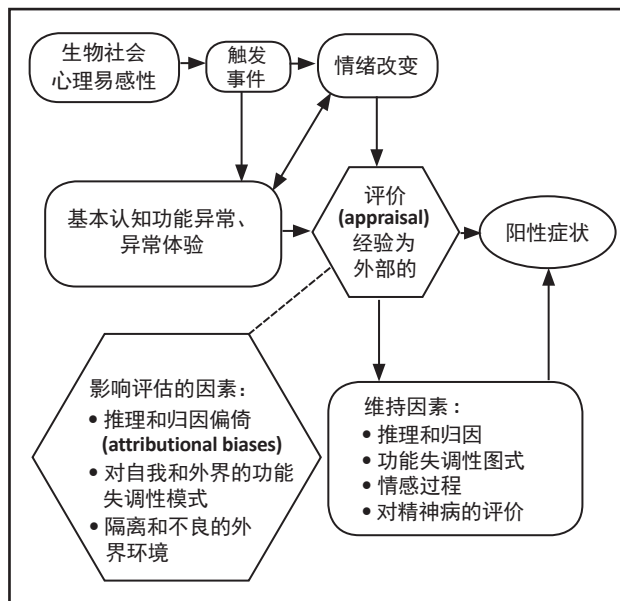 生物社会
心理易感性
触发
事件
情绪改变
基本认知功能异常、
异常体验
评价
(appraisal)
经验为
外部的
阳性症状
影响评估的因素：
• 推理和归因偏倚
(attributional biases)
• 对自我和外界的功能
失调性模式
• 隔离和不良的外
界环境
维持因素：
• 推理和归因
• 功能失调性图式
• 情感过程
• 对精神病的评价